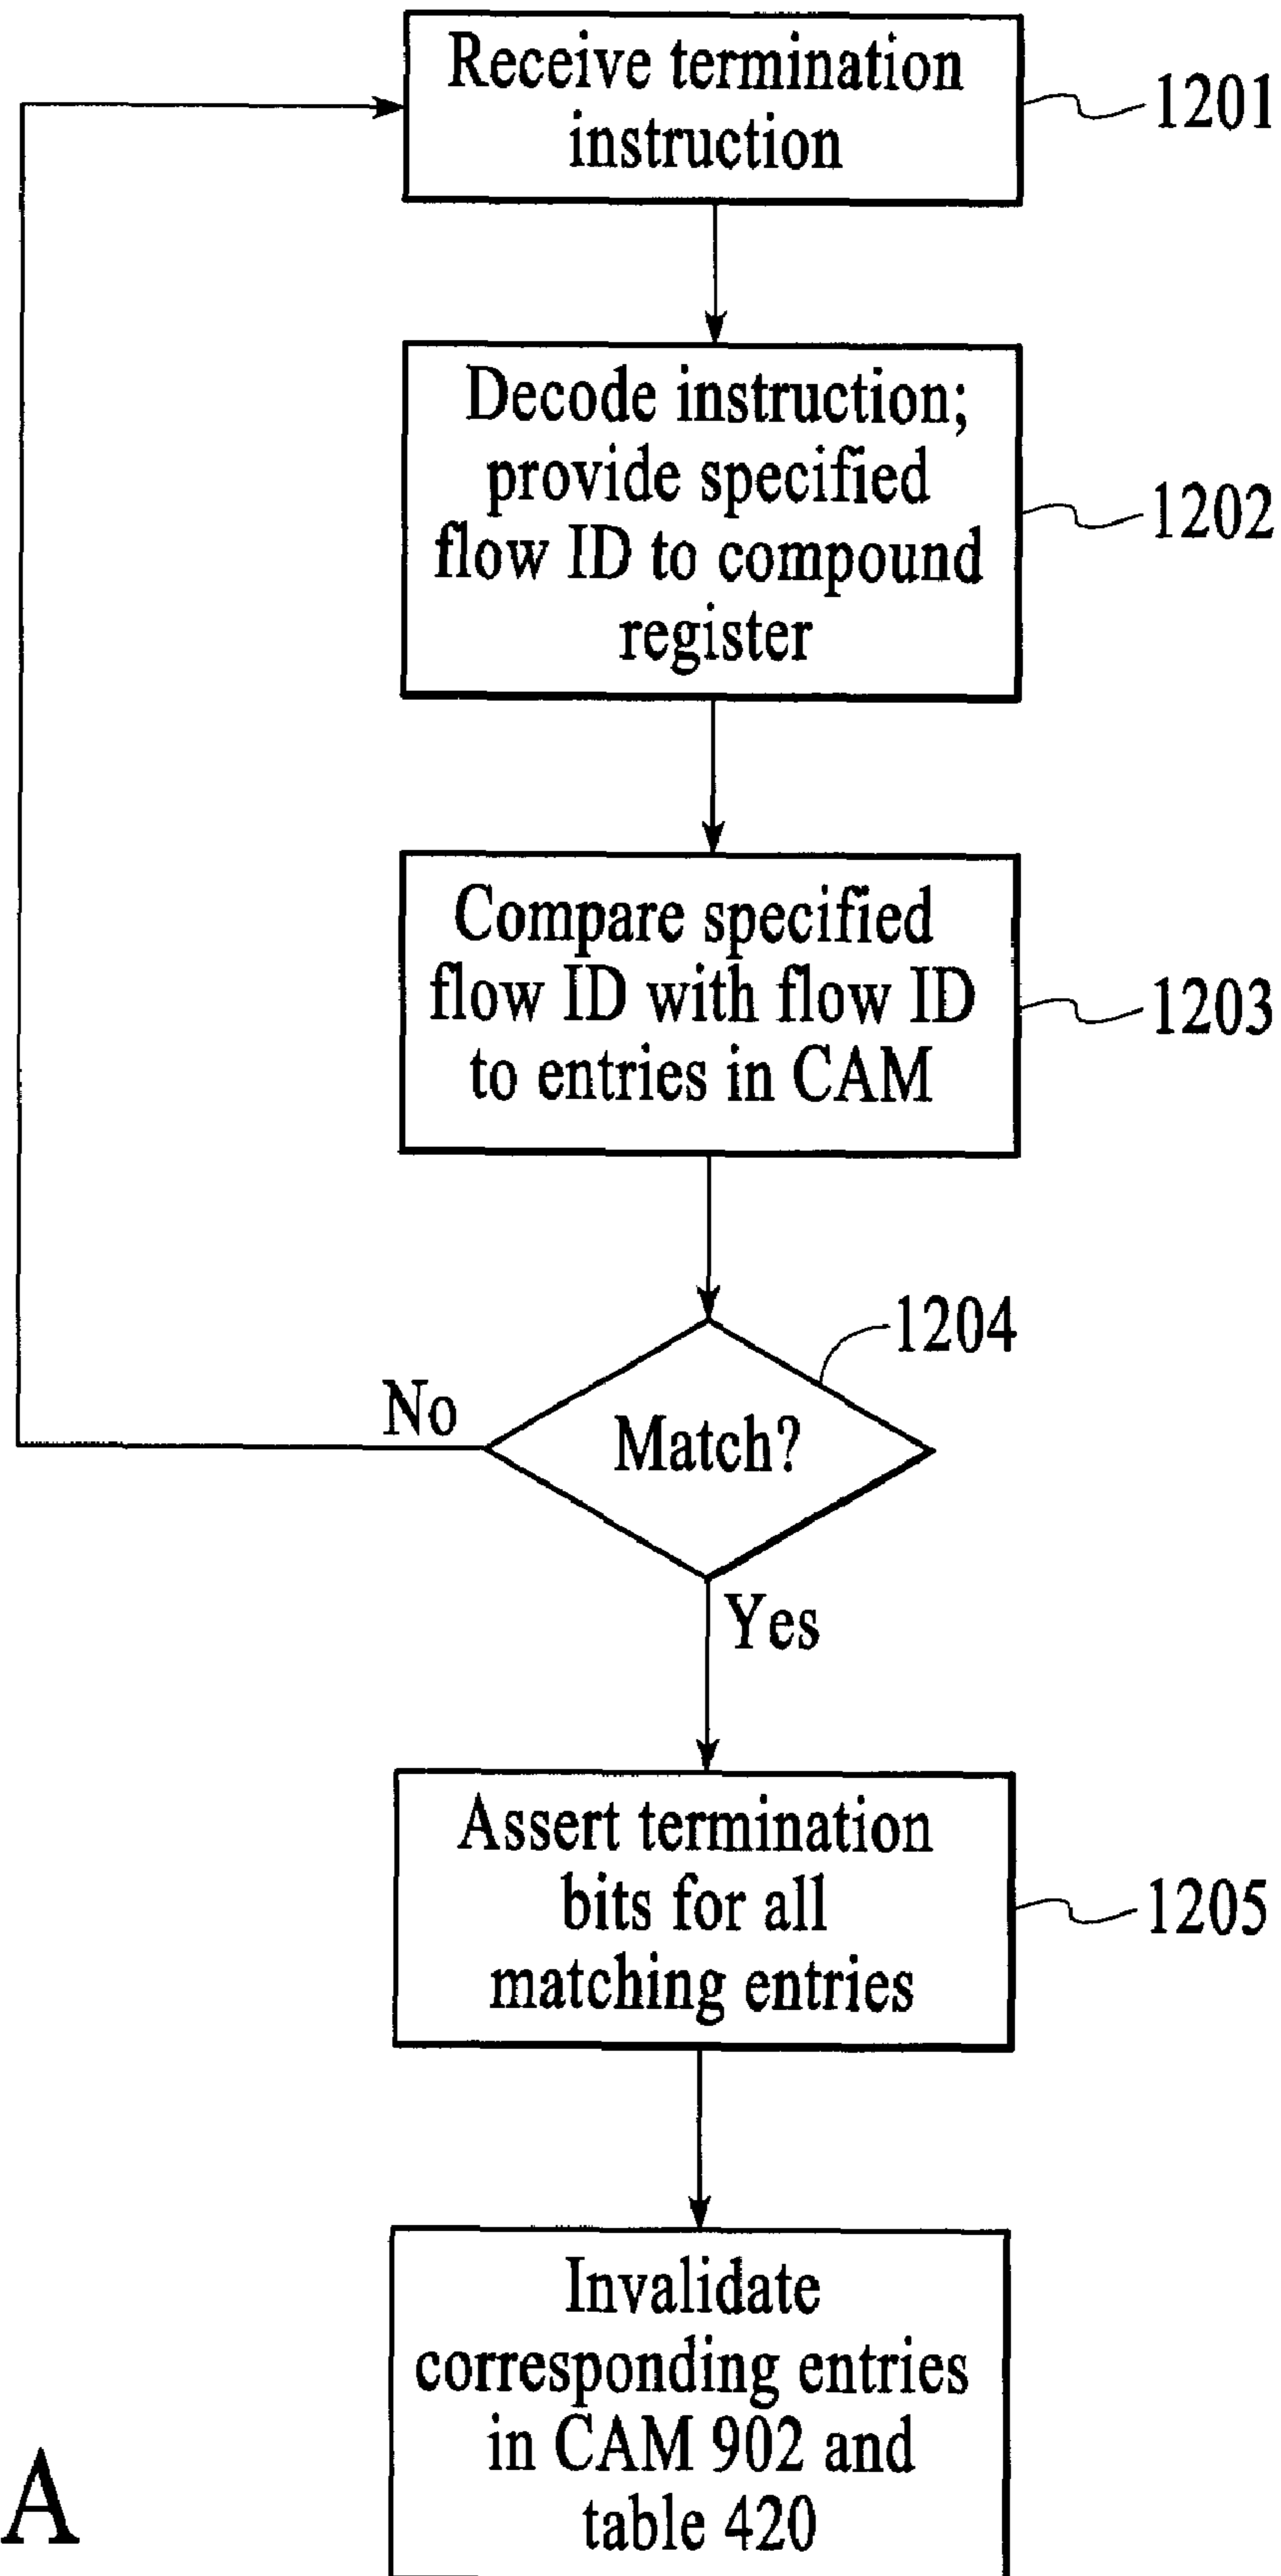 Receive termination
instruction
1201
Decode instruction;
provide specified
flow ID to compound
register
1202
Compare specified
flow ID with flow ID
to entries in CAM
1203
1204
Match?
No
Yes
Assert termination
bits for all
matching entries
1205
Invalidate
corresponding entries
in CAM 902 and
table 420
A